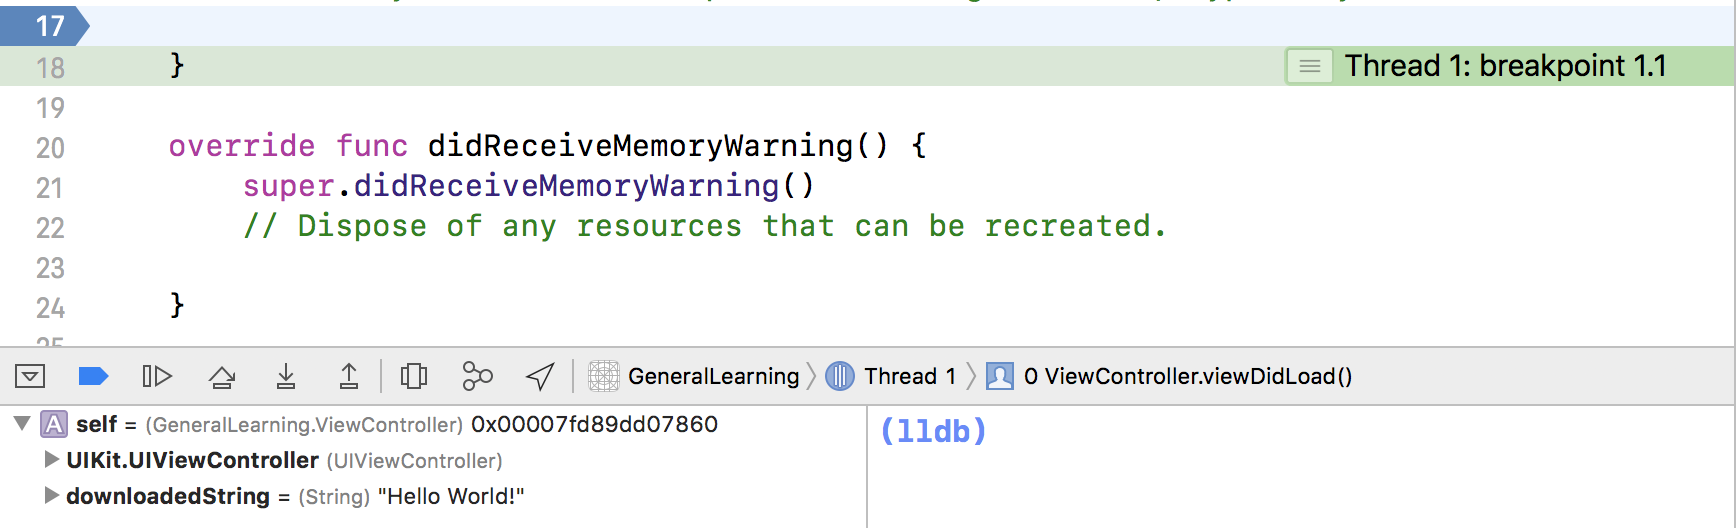 17
18 }
Thread 1: breakpoint 1.1
19
20 override func didReceiveMemoryWarning() {
21 super.didReceiveMemoryWarning()
22 // Dispose of any resources that can be recreated.
23
24 }
25
GeneralLearning Thread 1 0 ViewController.viewDidLoad()
A self = (GeneralLearning.ViewController) 0x00007fd89dd07860
UIKit.UIViewController (UIViewController)
downloadedString = (String) "Hello World!"
(lldb)